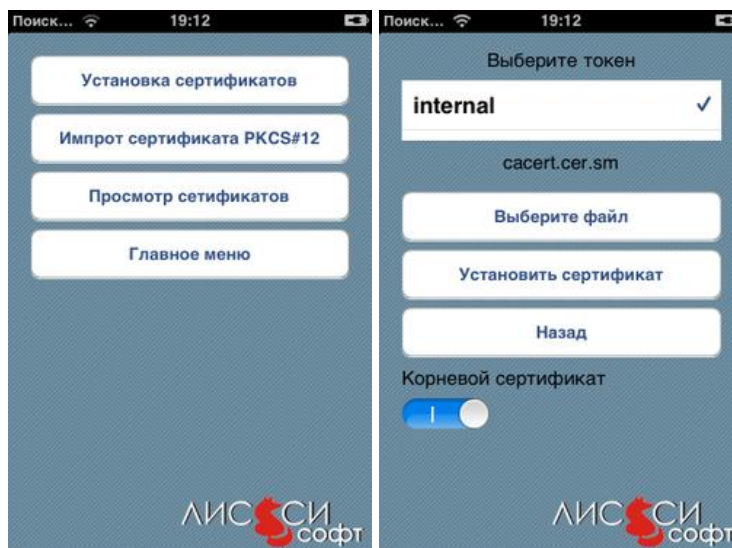 Поиск... 19:12
Установка сертификатов
Импрот сертификата PKCS#12
Просмотр сетификатов
Главное меню
ЛИССИ
софт
Поиск... 19:12
Выберите токен
internal
cacert.cer.sm
Выберите файл
Установить сертификат
Назад
Корневой сертификат
ЛИССИ
софт